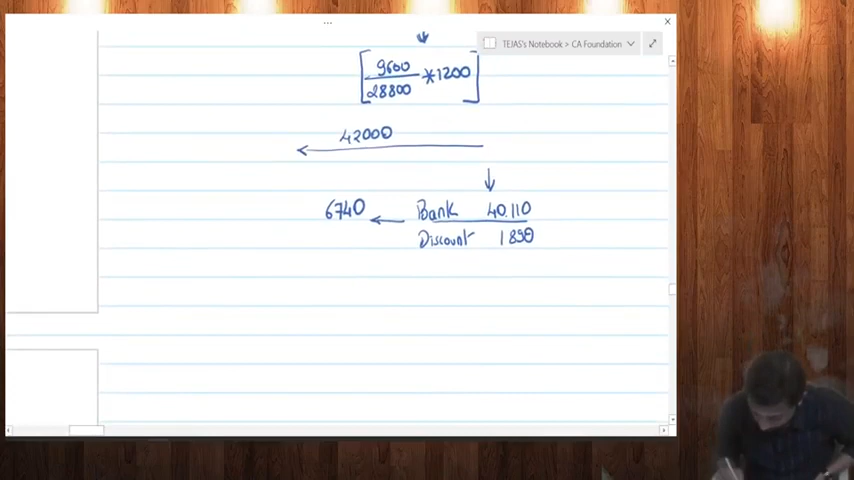 ...
TEJAS's Notebook > CA Foundation
[9600/28800 * 1200]
42000
6740 Bank 40.110
Discount 1890